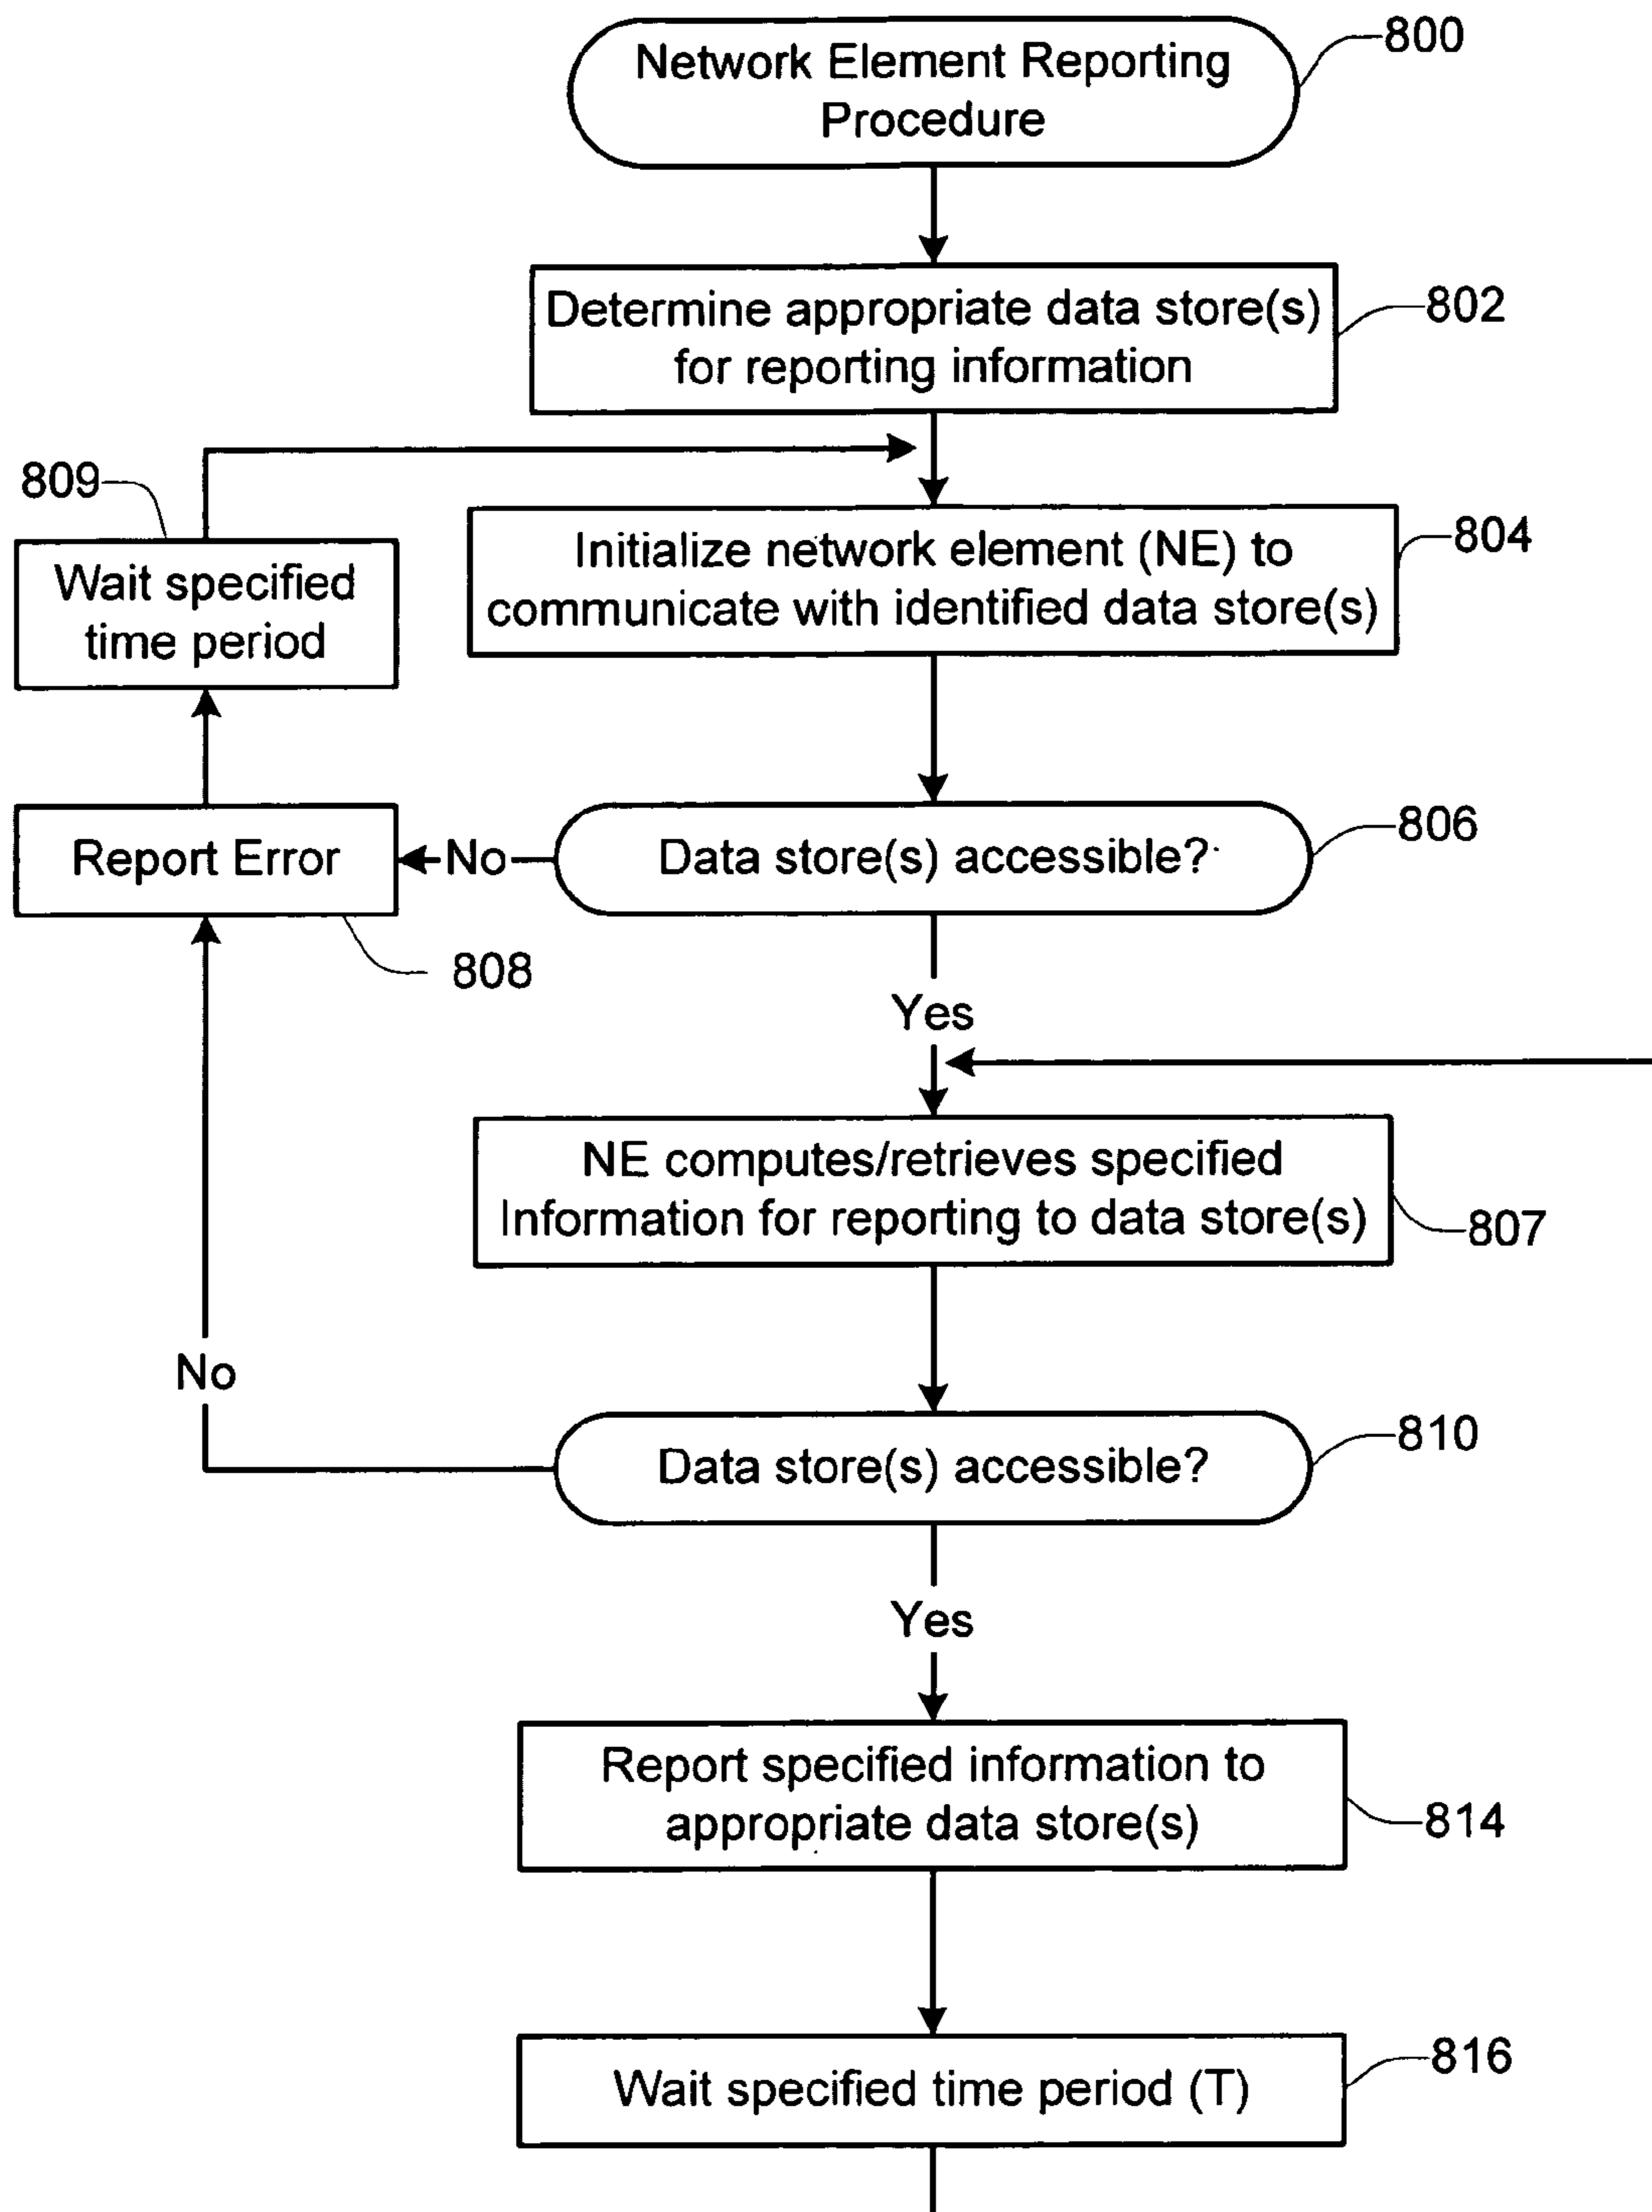 Network Element Reporting
Procedure
800
Determine appropriate data store(s)
for reporting information
802
809
Wait specified
time period
Initialize network element (NE) to
communicate with identified data store(s)
804
Report Error
No
Data store(s) accessible?
806
808
Yes
NE computes/retrieves specified
Information for reporting to data store(s)
807
No
Data store(s) accessible?
810
Yes
Report specified information to
appropriate data store(s)
814
Wait specified time period (T)
816